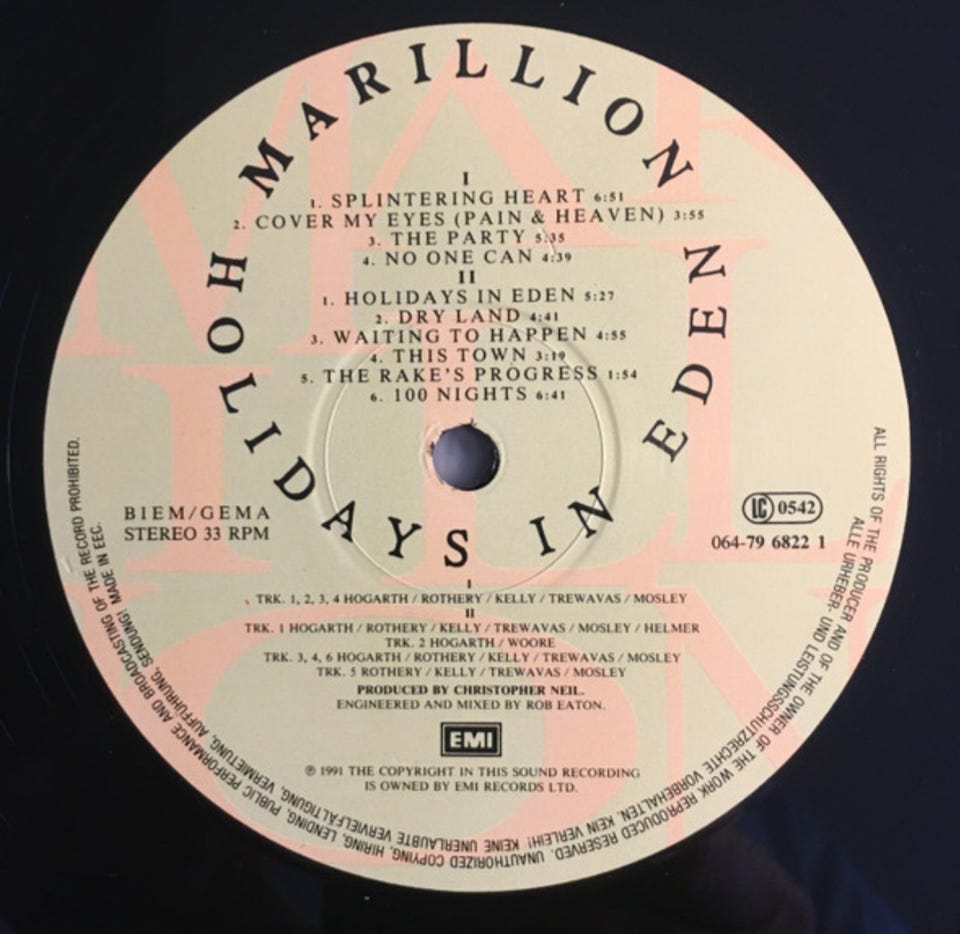 MARILLION
HOLIDAYS IN EDEN
I
1. SPLINTERING HEART 6:51
2. COVER MY EYES (PAIN & HEAVEN) 3:55
3. THE PARTY 5:35
4. NO ONE CAN 4:39
II
1. HOLIDAYS IN EDEN 5:27
2. DRY LAND 4:41
3. WAITING TO HAPPEN 4:55
4. THIS TOWN 3:19
5. THE RAKE'S PROGRESS 1:54
6. 100 NIGHTS 6:41
BIEM/GEMA
STEREO 33 RPM
LC 0542
064-79 6822 1
I
TRK. 1, 2, 3, 4 HOGARTH / ROTHERY / KELLY / TREWAVAS / MOSLEY
II
TRK. 1 HOGARTH / ROTHERY / KELLY / TREWAVAS / MOSLEY / HELMER
TRK. 2 HOGARTH / WOORE
TRK. 3, 4, 6 HOGARTH / ROTHERY / KELLY / TREWAVAS / MOSLEY
TRK. 5 ROTHERY / KELLY / TREWAVAS / MOSLEY
PRODUCED BY CHRISTOPHER NEIL.
ENGINEERED AND MIXED BY ROB EATON.
EMI
℗ 1991 THE COPYRIGHT IN THIS SOUND RECORDING
IS OWNED BY EMI RECORDS LTD.
ALL RIGHTS OF THE PRODUCER AND OF THE OWNER OF THE WORK REPRODUCED RESERVED. UNAUTHORIZED COPYING, HIRING, LENDING, PUBLIC PERFORMANCE AND BROADCASTING OF THE RECORD PROHIBITED.
ALLE URHEBER- UND LEISTUNGSSCHUTZRECHTE VORBEHALTEN. KEIN VERLEIH! KEINE UNERLAUBTE VERVIELFÄLTIGUNG, VERMIETUNG, AUFFÜHRUNG, SENDUNG! MADE IN EEC.